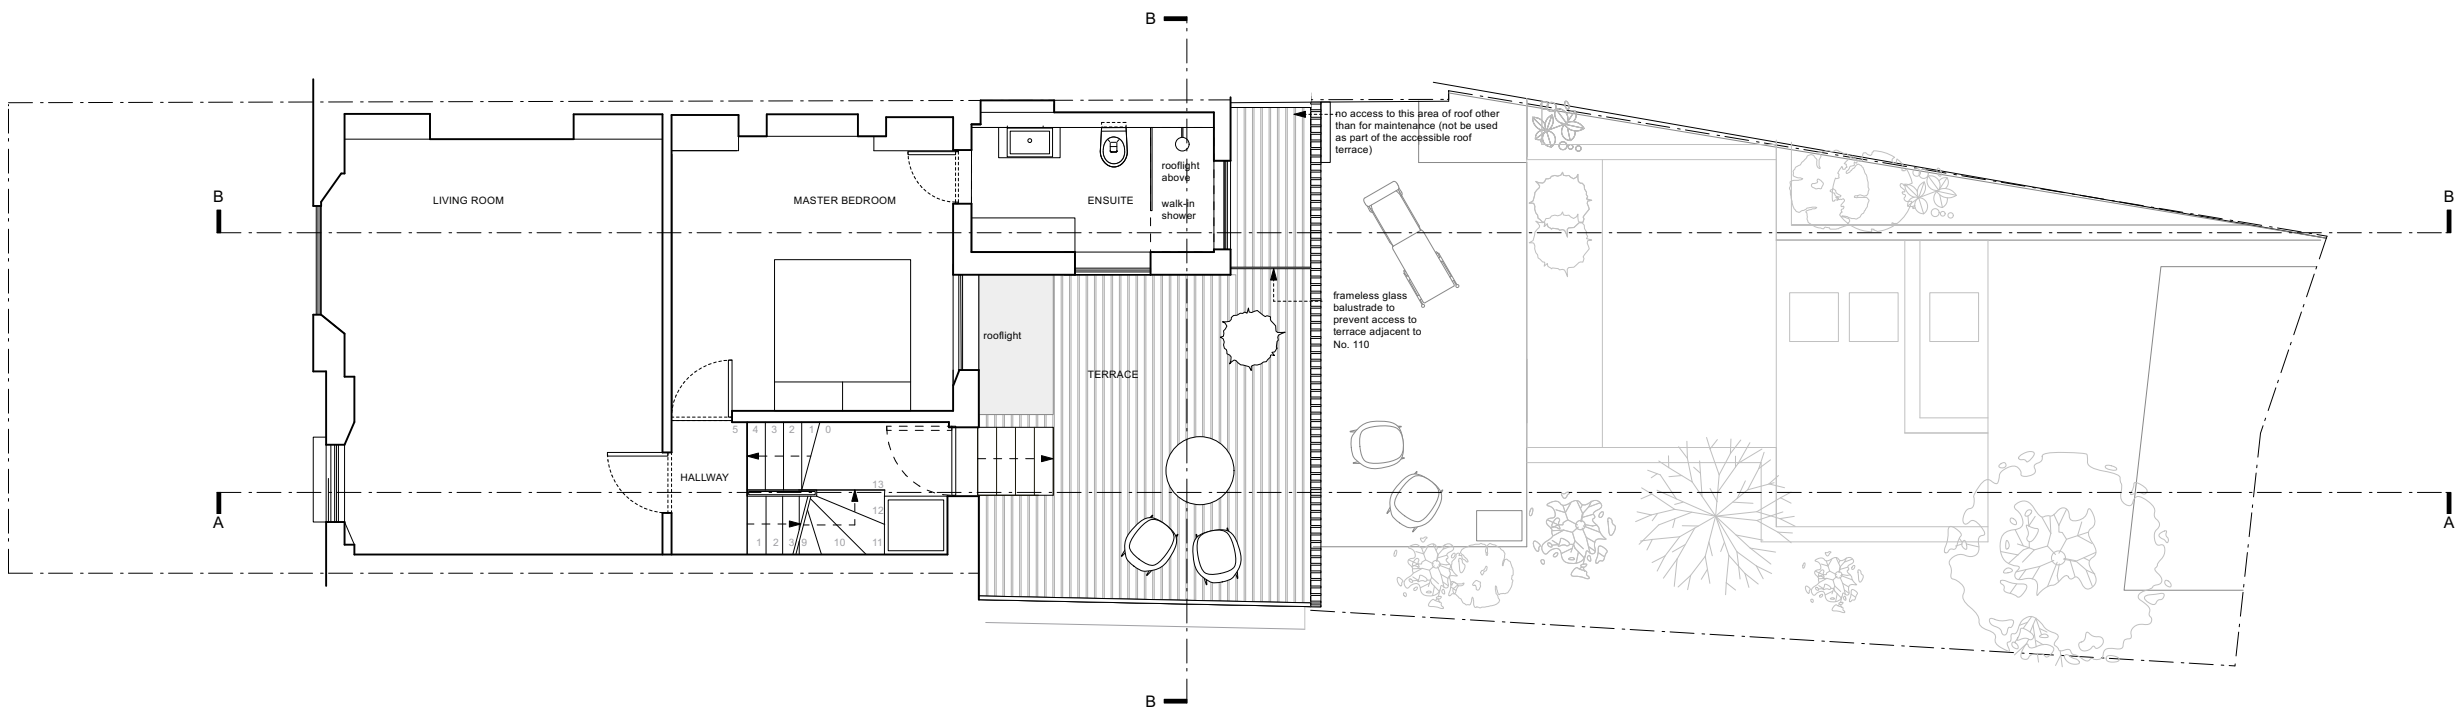 B
no access to this area of roof other
than for maintenance (not be used
as part of the accessible roof
terrace)
rooflight
above
B
LIVING ROOM
MASTER BEDROOM
ENSUITE
walk-in
shower
B
frameless glass
balustrade to
prevent access to
terrace adjacent to
No. 110
rooflight
TERRACE
5 4 3 2 1 0
HALLWAY
13
12
1 2 3 9 10 11
A
A
B